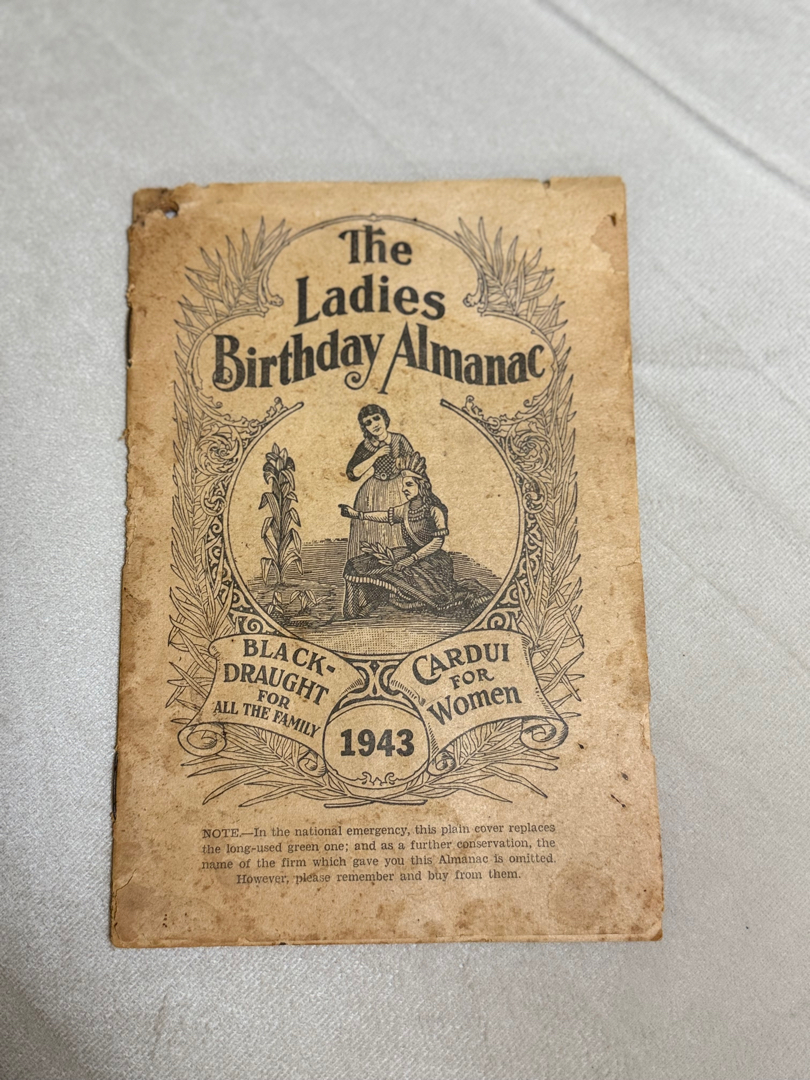 The
Ladies
Birthday Almanac
BLACK-
DRAUGHT
FOR
ALL THE FAMILY
CARDUI
FOR
Women
1943
NOTE.—In the national emergency, this plain cover replaces
the long-used green one; and as a further conservation, the
name of the firm which gave you this Almanac is omitted.
However, please remember and buy from them.